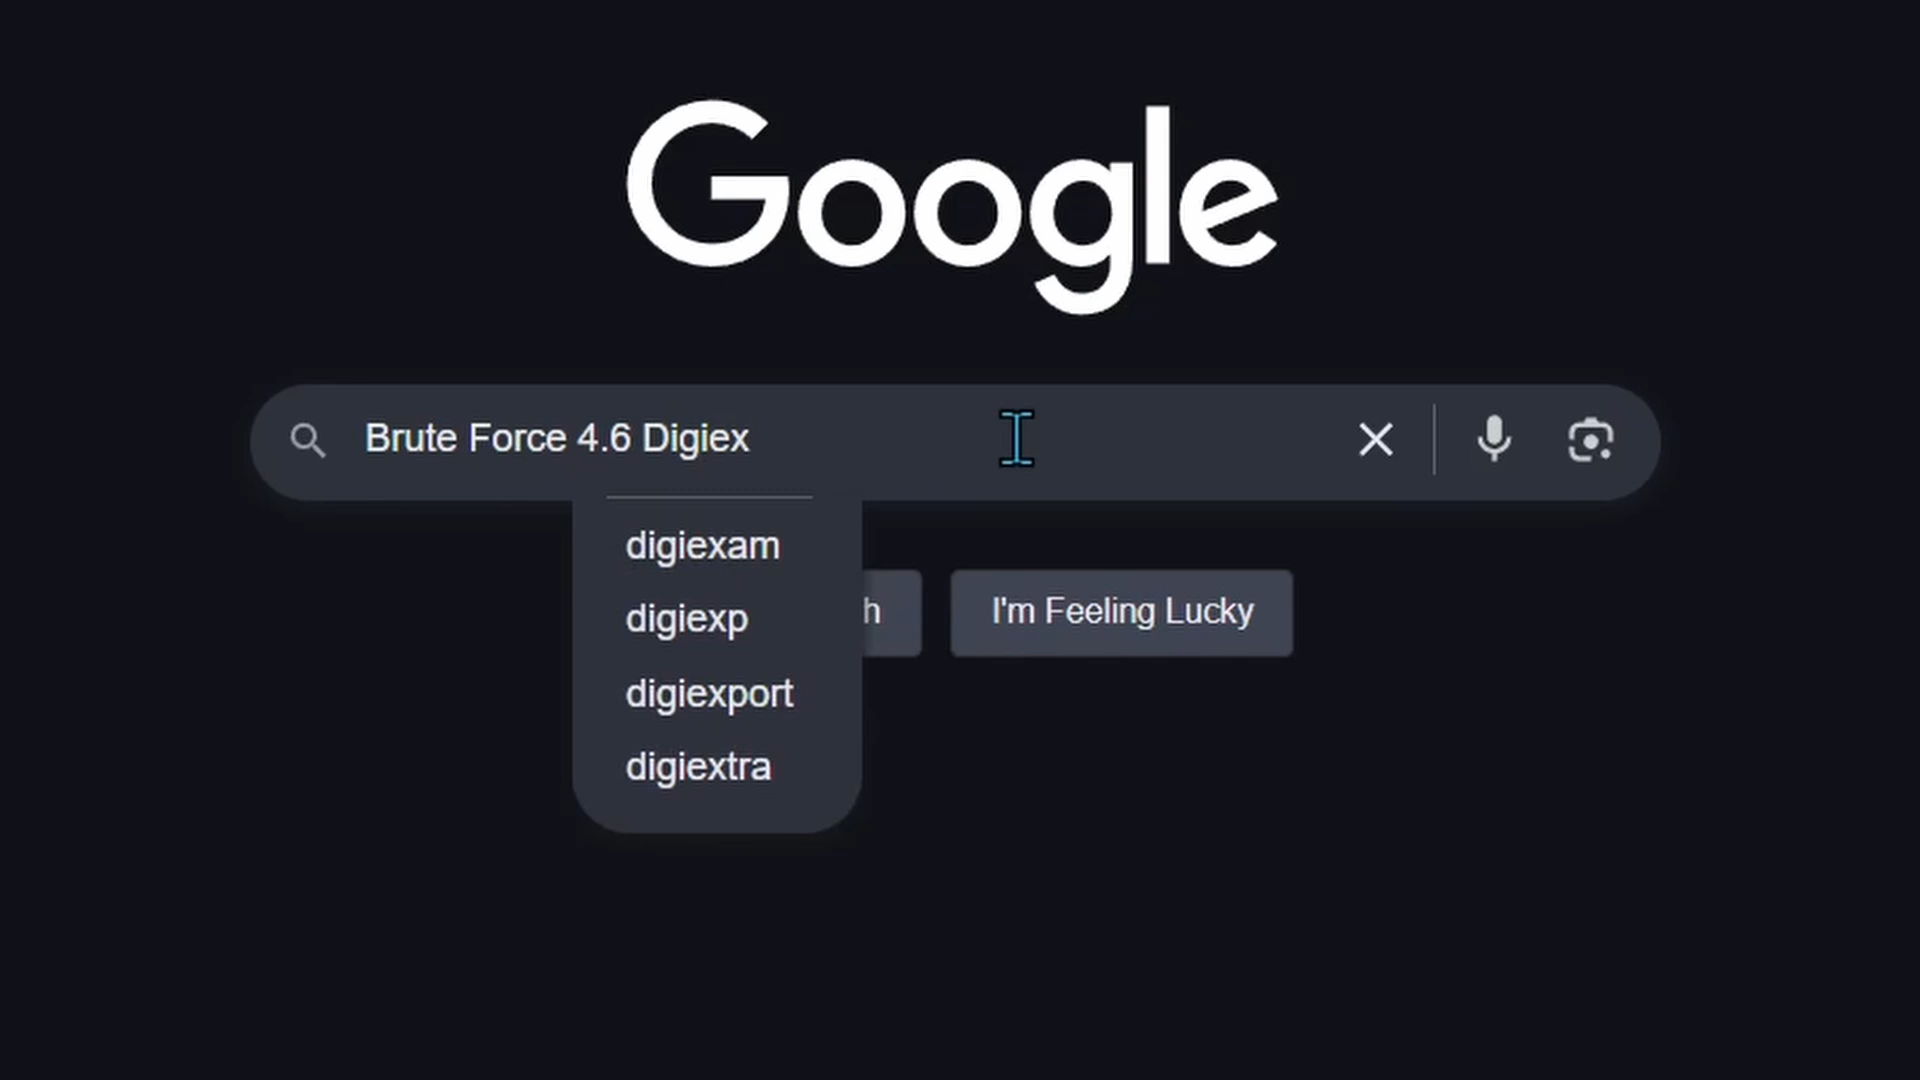 Google
Brute Force 4.6 Digiex
digiexam
digiexp
h
I'm Feeling Lucky
digiexport
digiextra